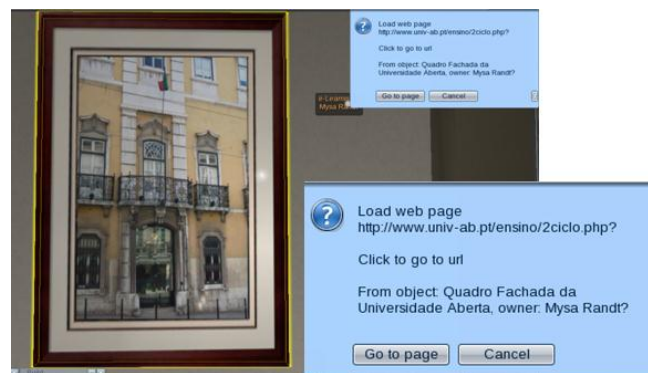 Load web page
http://www.univ-ab.pt/ensino/2ciclo.php?
Click to go to url
From object: Quadro Fachada da
Universidade Aberta, owner: Mysa Randt?
Go to page Cancel
Mysa
Load web page
http://www.univ-ab.pt/ensino/2ciclo.php?
Click to go to url
From object: Quadro Fachada da
Universidade Aberta, owner: Mysa Randt?
Go to page Cancel